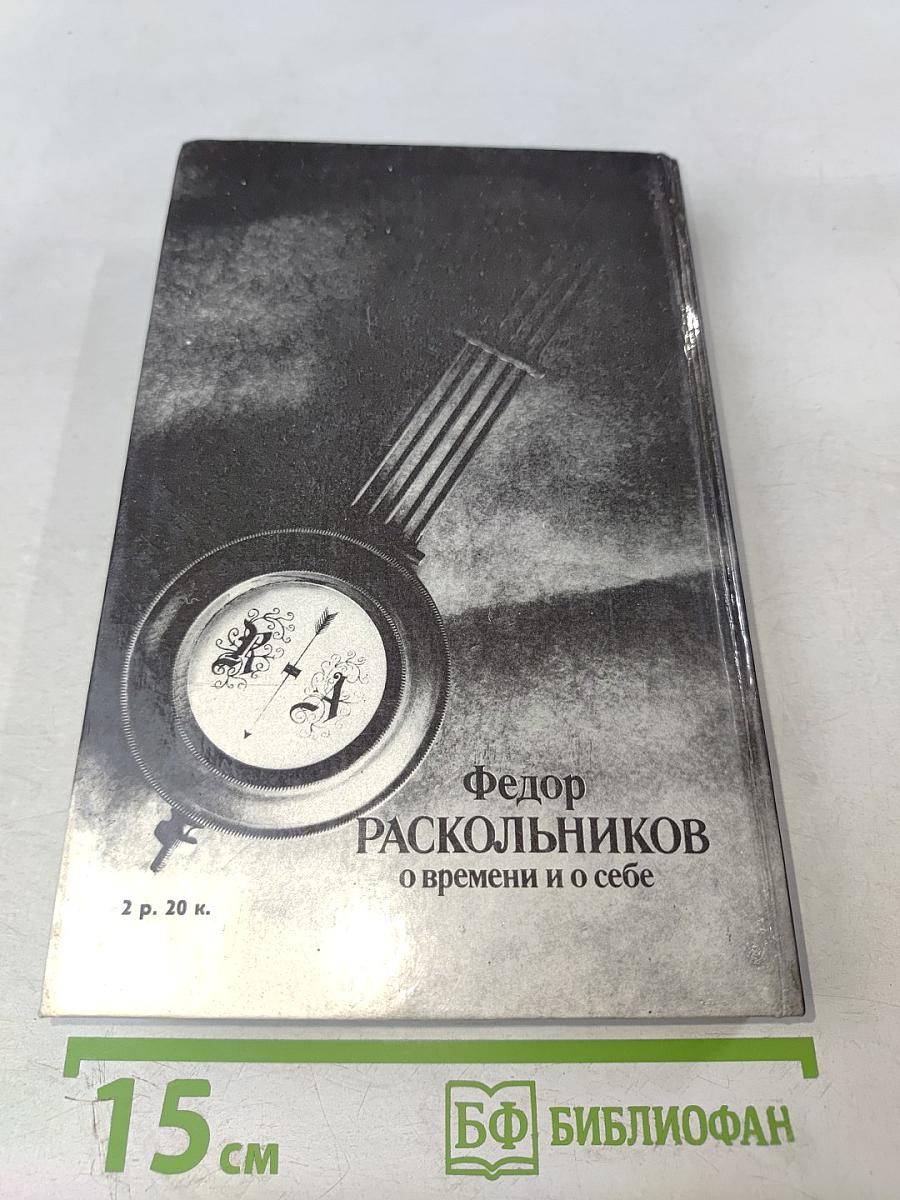 R
A
Федор
РАСКОЛЬНИКОВ
о времени и о себе
2 р. 20 к.
15 см
БФ БИБЛИОФАН